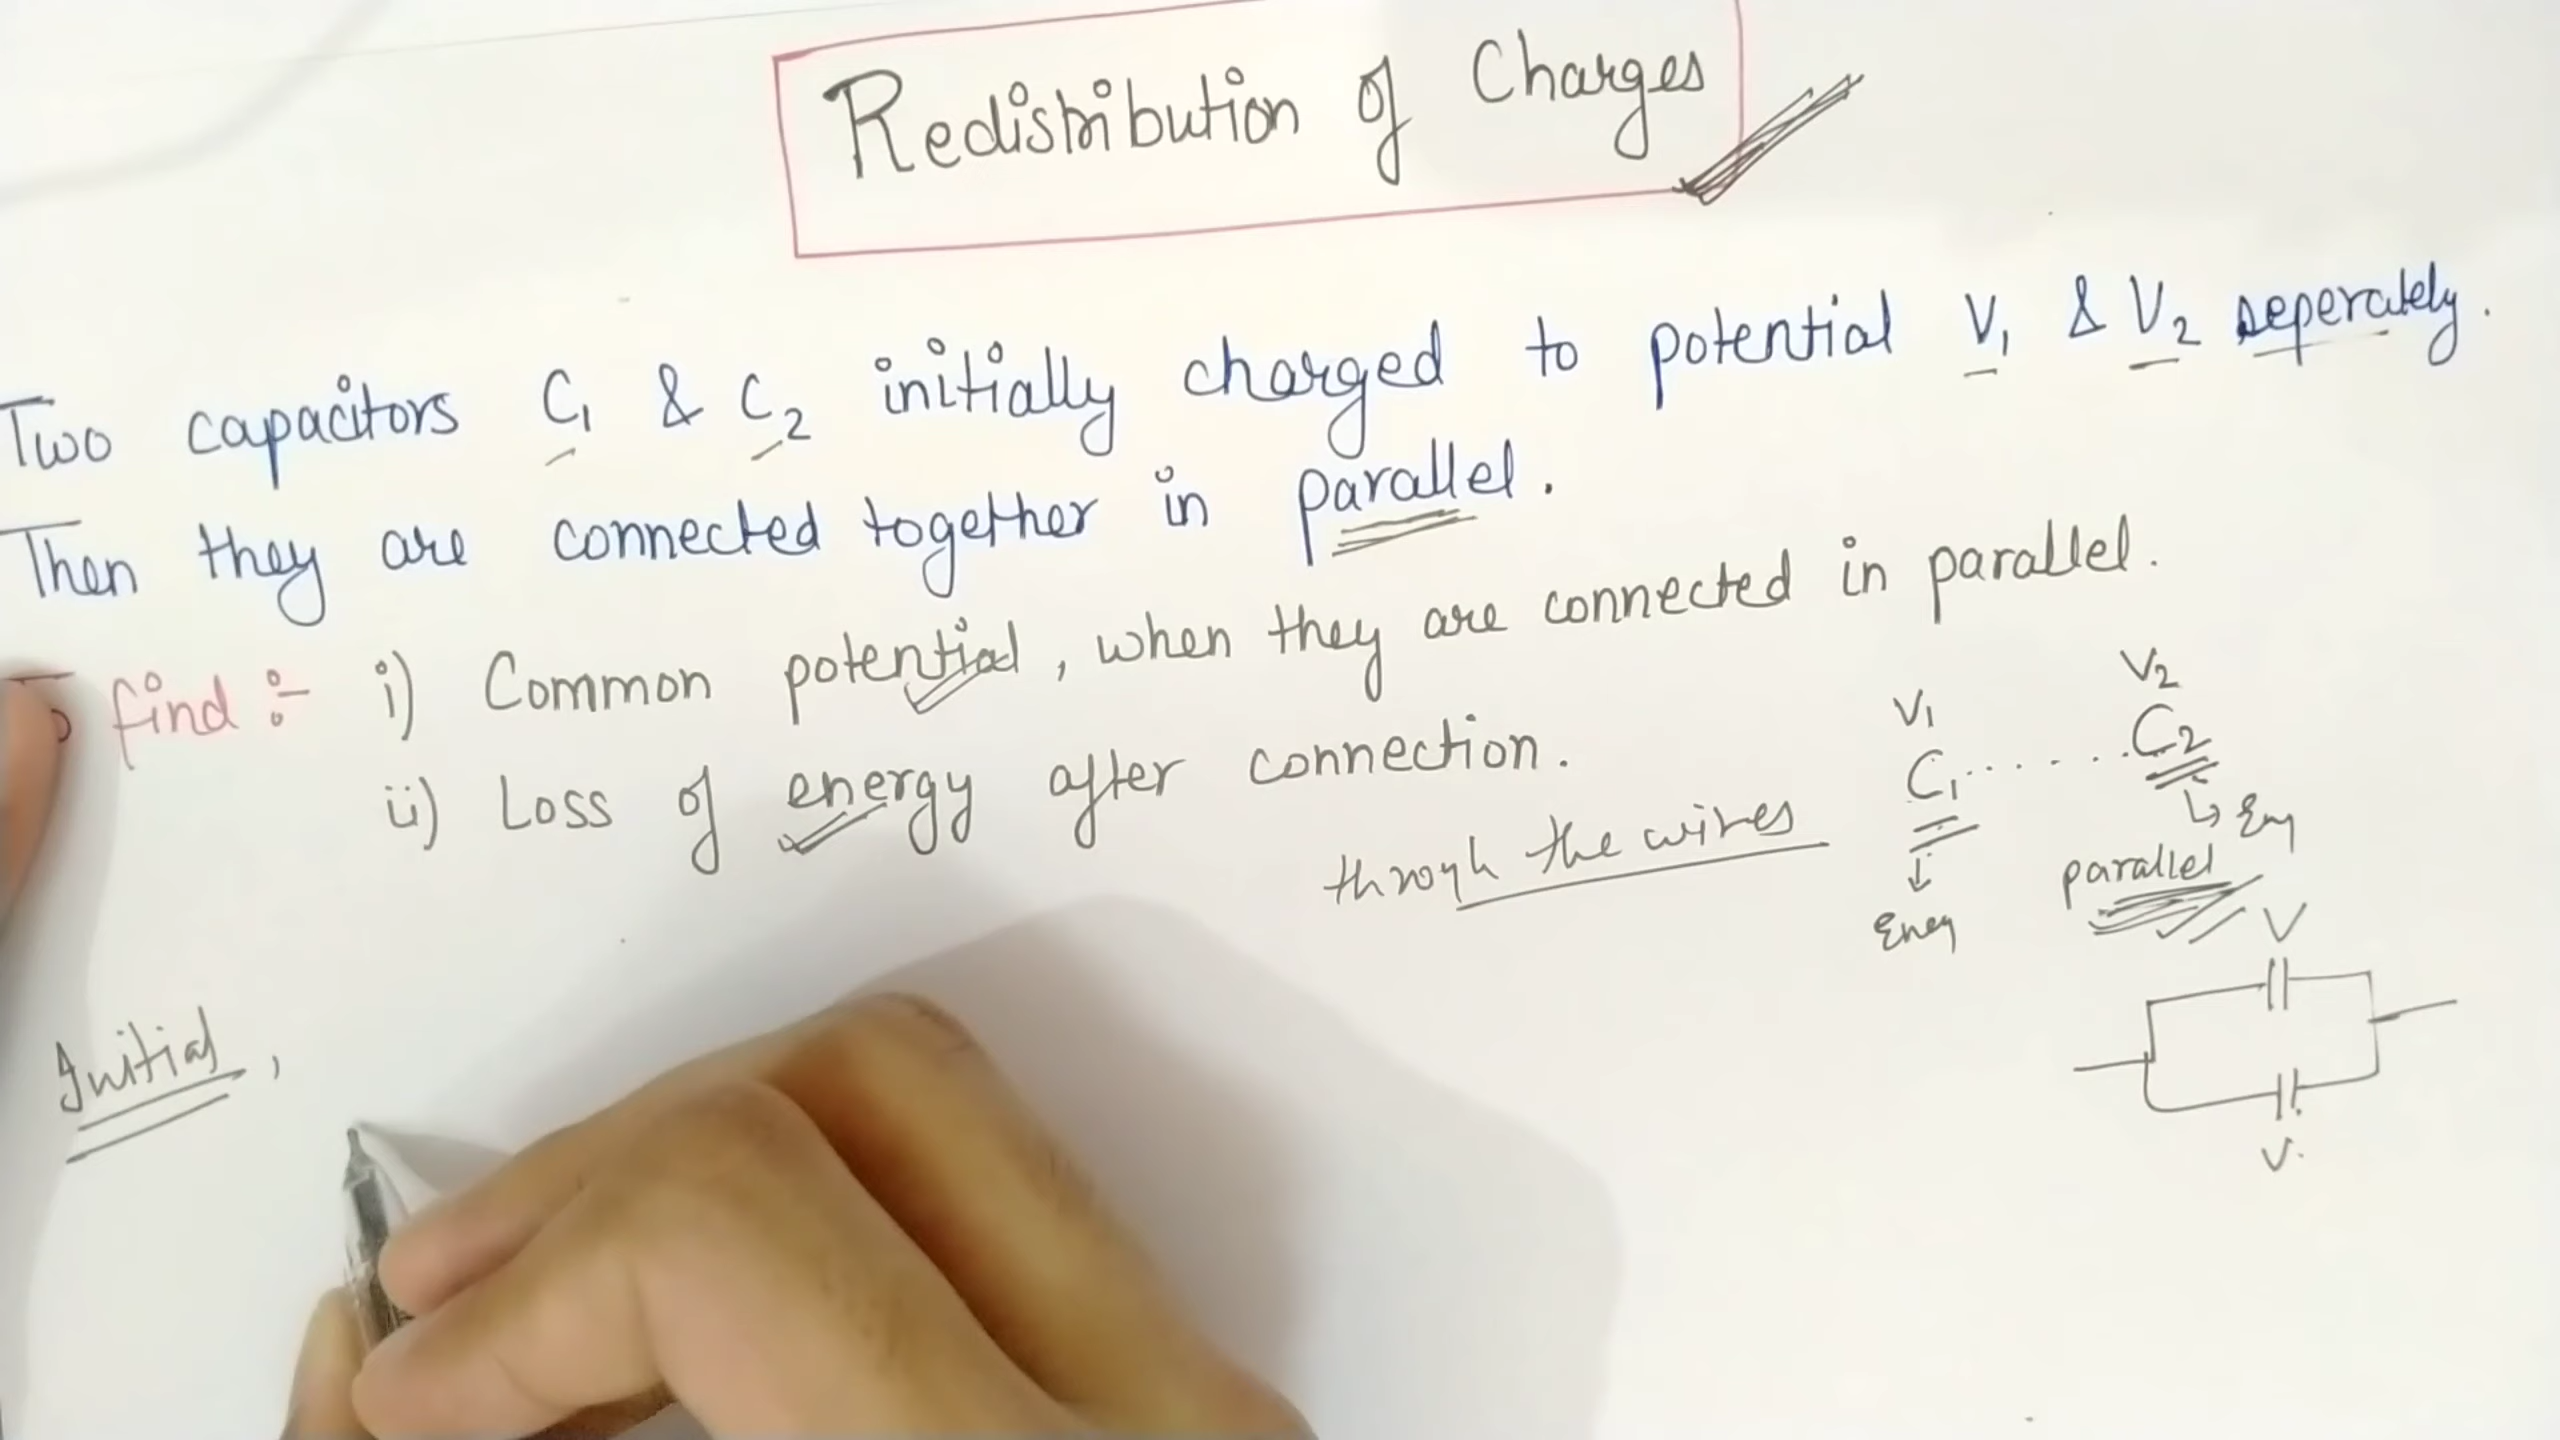 Redistribution of Charges
Two capacitors C₁ & C₂ initially charged to potential V₁ & V₂ seperately.
Then they are connected together in parallel.
find :- i) Common potential, when they are connected in parallel.
ii) Loss of energy after connection.
through the wires
V₁ V₂
C₁ ...... C₂
↓ ↳
parallel
V
V.
Initial,